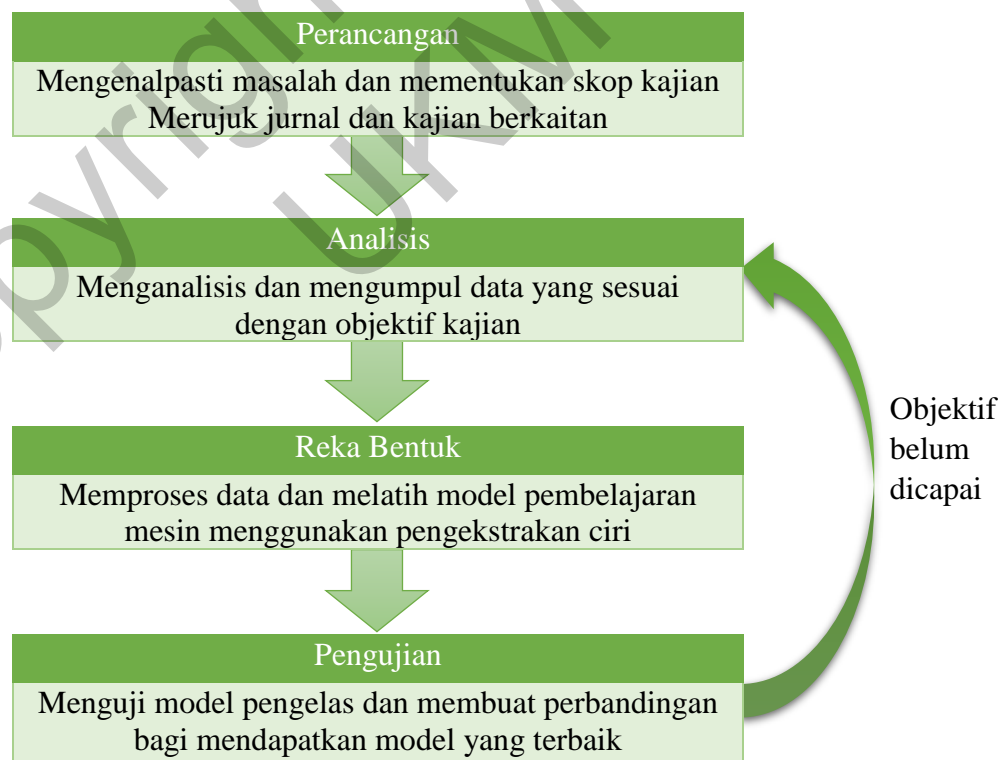 Perancangan
Mengenalpasti masalah dan mementukan skop kajian
Merujuk jurnal dan kajian berkaitan
Analisis
Menganalisis dan mengumpul data yang sesuai
dengan objektif kajian
Reka Bentuk
Memproses data dan melatih model pembelajaran
mesin menggunakan pengekstrakan ciri
Pengujian
Menguji model pengelas dan membuat perbandingan
bagi mendapatkan model yang terbaik
Objektif
belum
dicapai
opyrigh
UKM